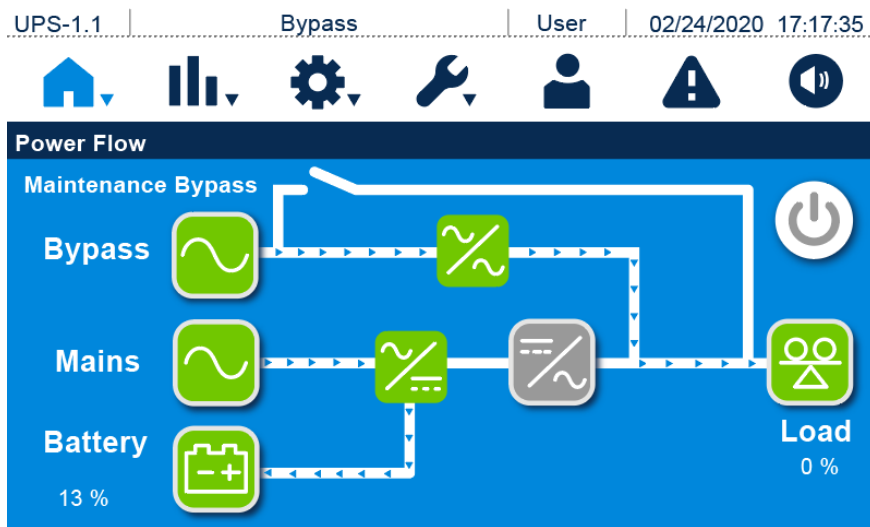 UPS-1.1 Bypass User 02/24/2020 17:17:35
Power Flow
Maintenance Bypass
Bypass
Mains
Battery
13 %
Load
0 %